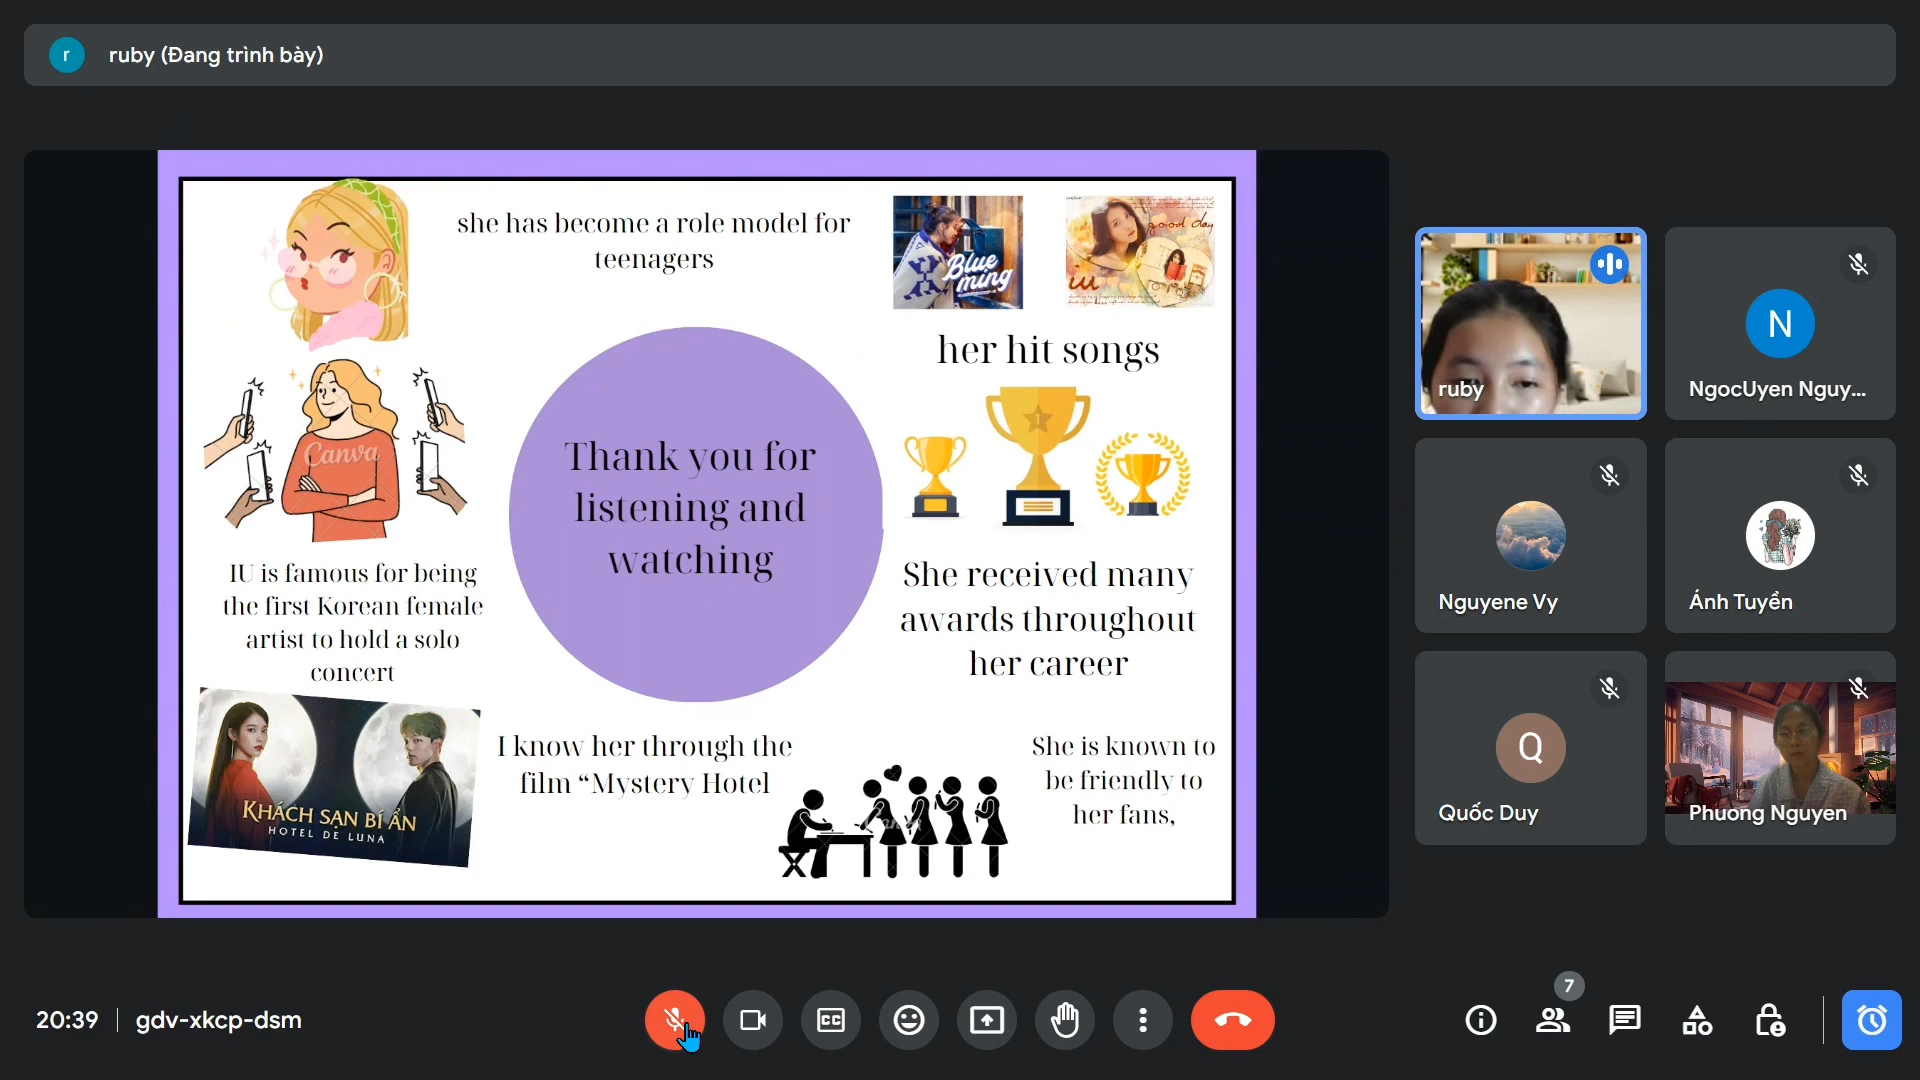 r
ruby (Đang trình bày)
she has become a role model for
teenagers
Blue
ming
good day
iu
her hit songs
Canva
Thank you for
listening and
watching
IU is famous for being
the first Korean female
artist to hold a solo
concert
She received many
awards throughout
her career
KHÁCH SẠN BÍ ẨN
HOTEL DE LUNA
I know her through the
film “Mystery Hotel
She is known to
be friendly to
her fans,
ruby
N
NgocUyen Nguy...
Nguyene Vy
Ánh Tuyền
Q
Quốc Duy
Phuong Nguyen
20:39
gdv-xkcp-dsm
CC
7